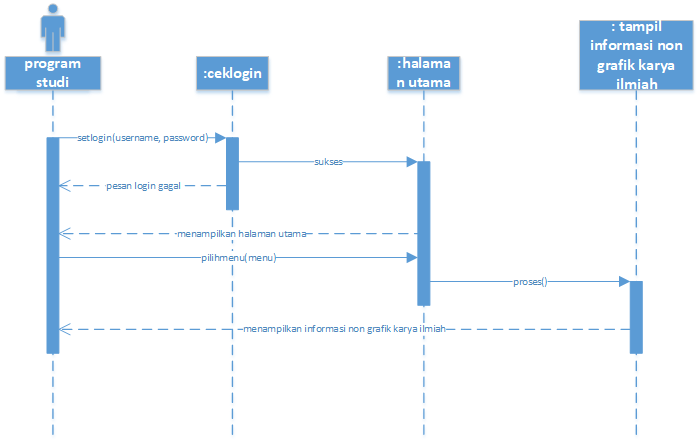 program
studi
:ceklogin
:halama
n utama
: tampil
informasi non
grafik karya
ilmiah
setlogin(username, password)
sukses
pesan login gagal
menampilkan halaman utama
pilihmenu(menu)
proses()
menampilkan informasi non grafik karya ilmiah